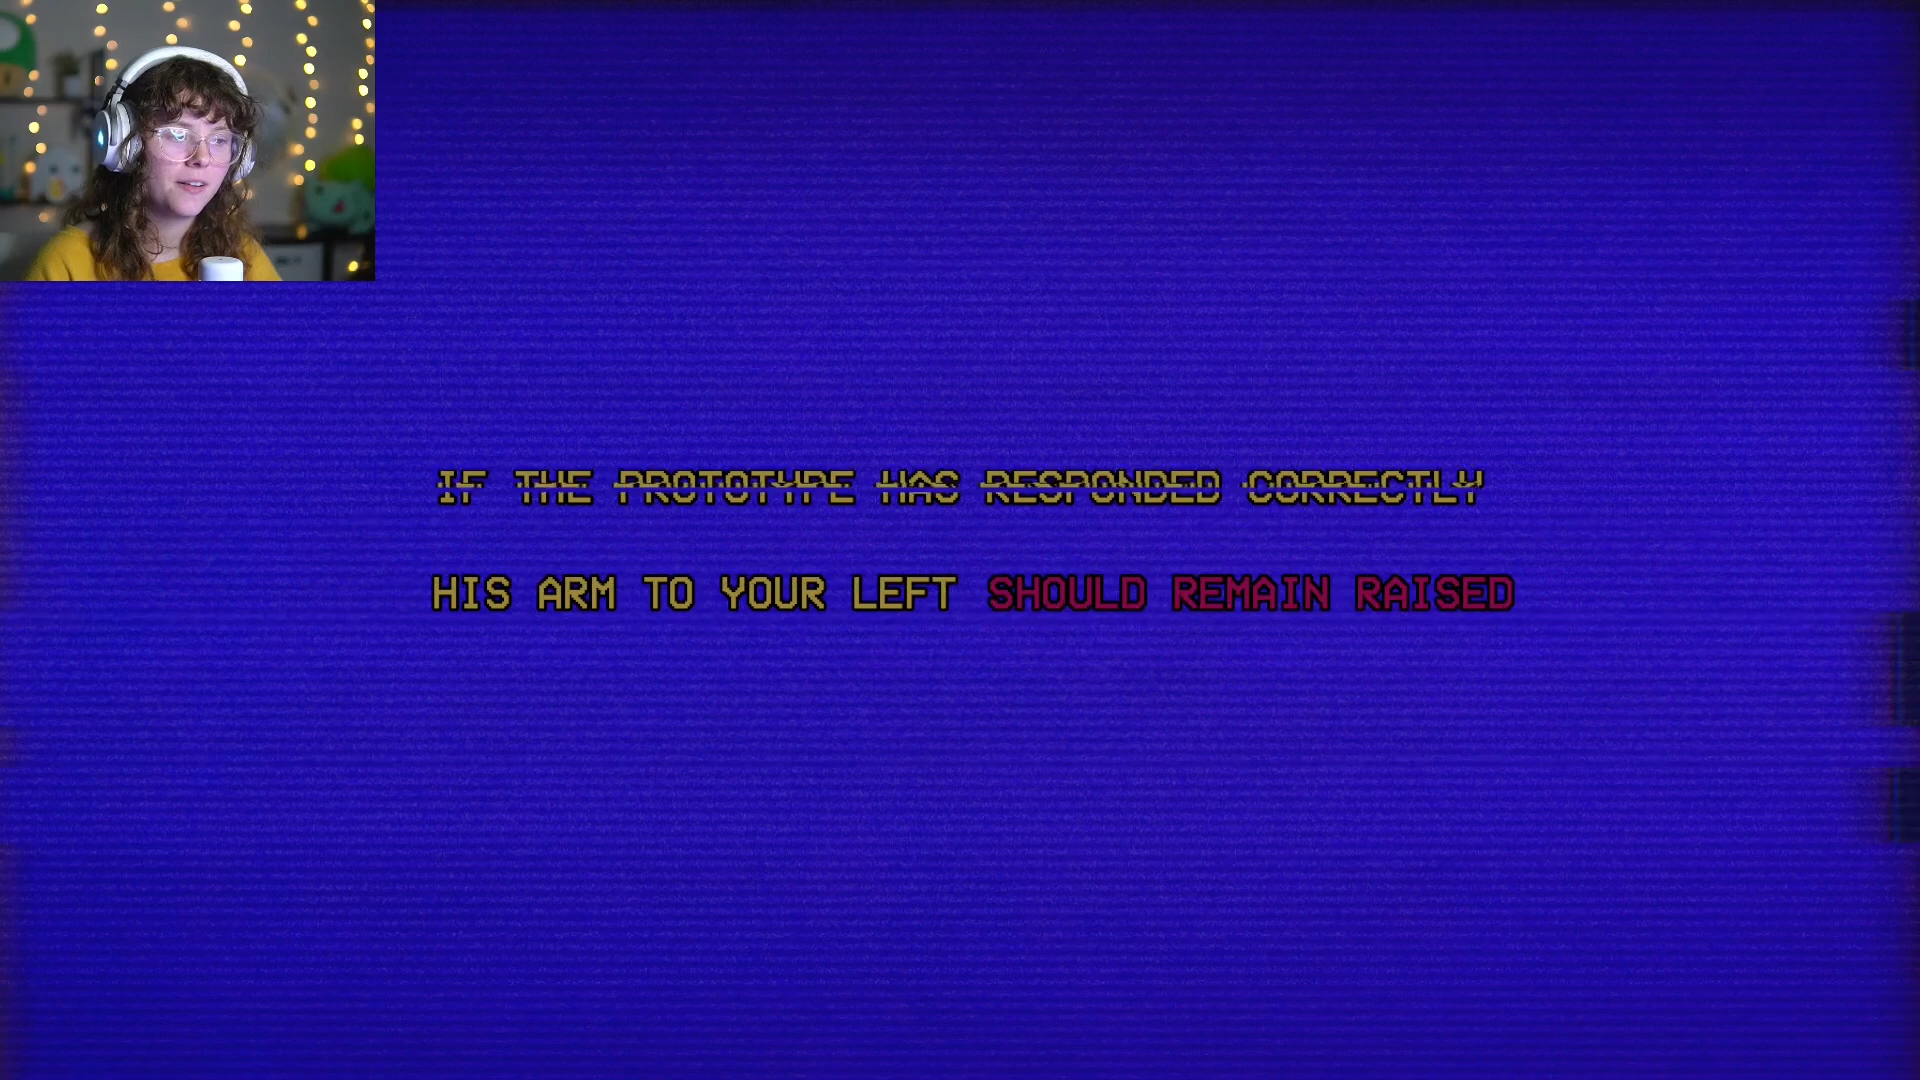 IF THE PROTOTYPE HAS RESPONDED CORRECTLY
HIS ARM TO YOUR LEFT SHOULD REMAIN RAISED